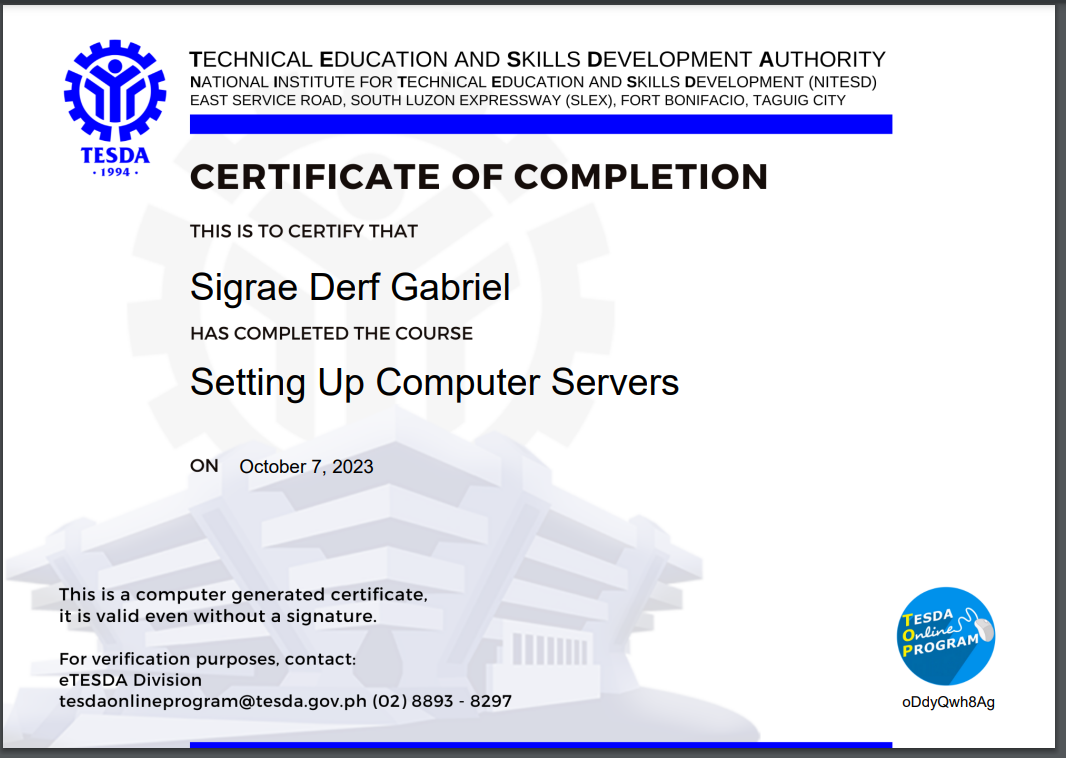 TECHNICAL EDUCATION AND SKILLS DEVELOPMENT AUTHORITY
NATIONAL INSTITUTE FOR TECHNICAL EDUCATION AND SKILLS DEVELOPMENT (NITESD)
EAST SERVICE ROAD, SOUTH LUZON EXPRESSWAY (SLEX), FORT BONIFACIO, TAGUIG CITY
TESDA
· 1994 ·
CERTIFICATE OF COMPLETION
THIS IS TO CERTIFY THAT
Sigrae Derf Gabriel
HAS COMPLETED THE COURSE
Setting Up Computer Servers
ON October 7, 2023
This is a computer generated certificate,
it is valid even without a signature.
For verification purposes, contact:
eTESDA Division
tesdaonlineprogram@tesda.gov.ph (02) 8893 - 8297
TESDA
Online
PROGRAM
oDdyQwh8Ag